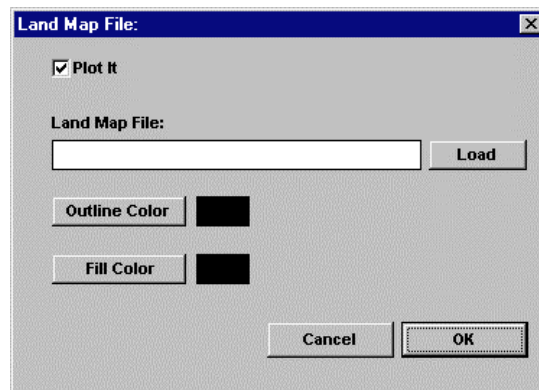 Land Map File:
Plot It
Land Map File:
Load
Outline Color
Fill Color
Cancel
OK